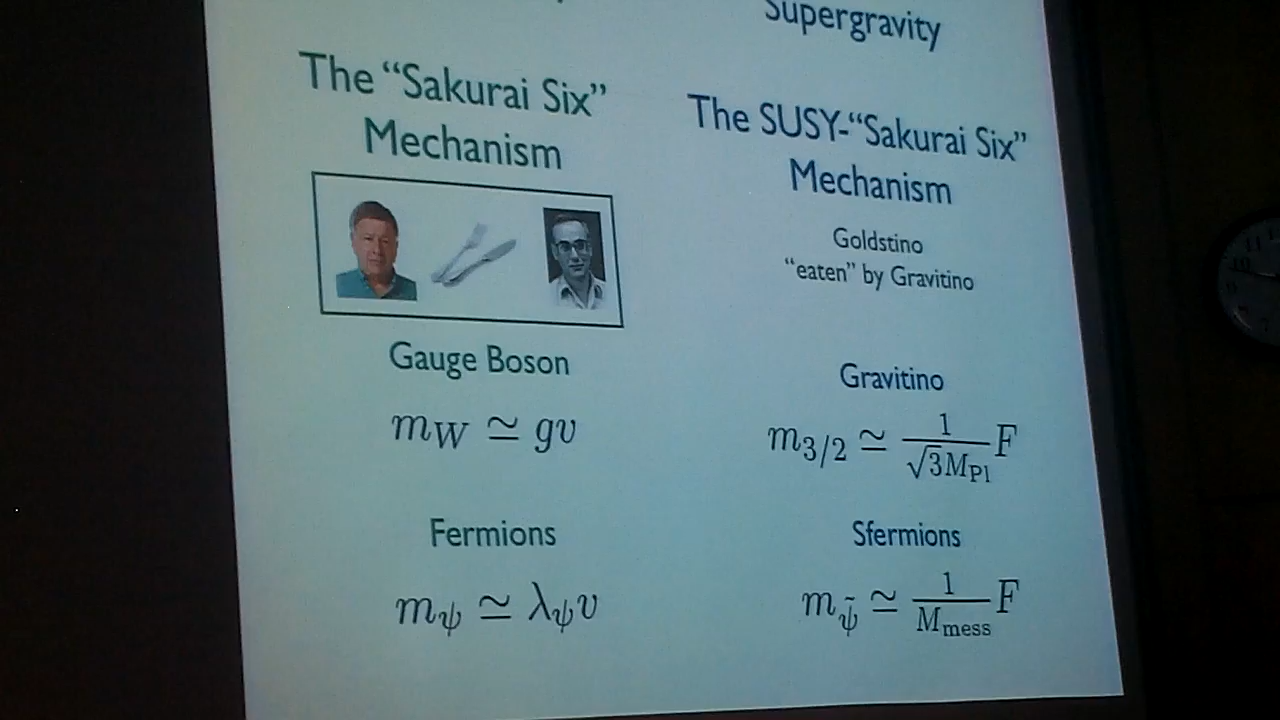 Supergravity
The “Sakurai Six”
Mechanism
The SUSY-“Sakurai Six”
Mechanism
Goldstino
“eaten” by Gravitino
Gauge Boson
m_W ≃ gv
Gravitino
m_{3/2} ≃ \frac{1}{\sqrt{3}M_{Pl}}F
Fermions
m_ψ ≃ λ_ψv
Sfermions
m_{\tilde{ψ}} ≃ \frac{1}{M_{mess}}F